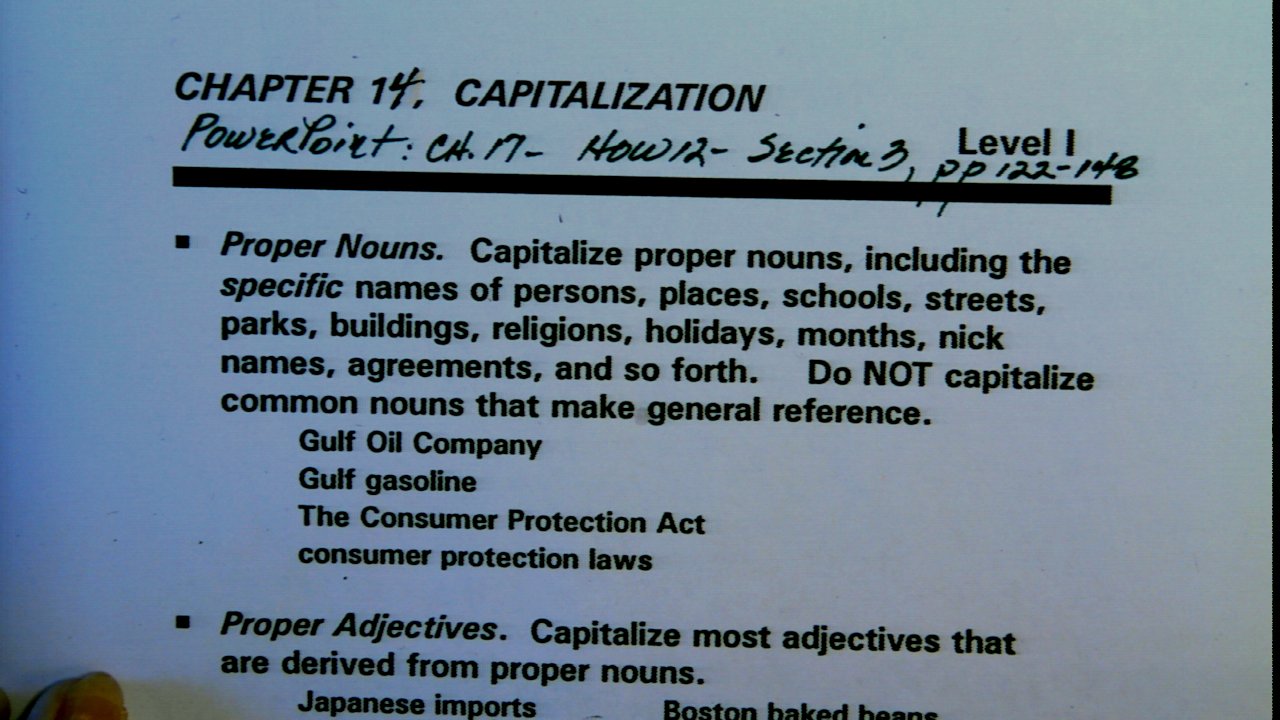 CHAPTER 14, CAPITALIZATION
PowerPoint: CH. 17- HOW12- Section 3, pp 122-148
Level I
▪ Proper Nouns. Capitalize proper nouns, including the
specific names of persons, places, schools, streets,
parks, buildings, religions, holidays, months, nick
names, agreements, and so forth. Do NOT capitalize
common nouns that make general reference.
Gulf Oil Company
Gulf gasoline
The Consumer Protection Act
consumer protection laws
▪ Proper Adjectives. Capitalize most adjectives that
are derived from proper nouns.
Japanese imports Boston baked beans